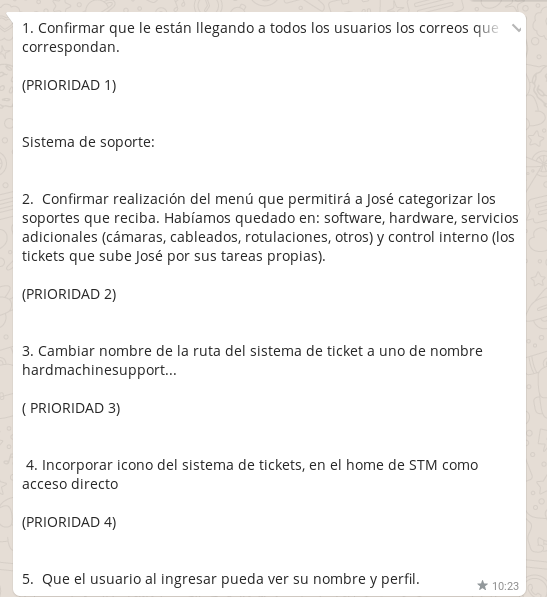 1. Confirmar que le están llegando a todos los usuarios los correos que
correspondan.
(PRIORIDAD 1)
Sistema de soporte:
2.  Confirmar realización del menú que permitirá a José categorizar los
soportes que reciba. Habíamos quedado en: software, hardware, servicios
adicionales (cámaras, cableados, rotulaciones, otros) y control interno (los
tickets que sube José por sus tareas propias).
(PRIORIDAD 2)
3. Cambiar nombre de la ruta del sistema de ticket a uno de nombre
hardmachinesupport...
( PRIORIDAD 3)
4. Incorporar icono del sistema de tickets, en el home de STM como
acceso directo
(PRIORIDAD 4)
5.  Que el usuario al ingresar pueda ver su nombre y perfil.
10:23